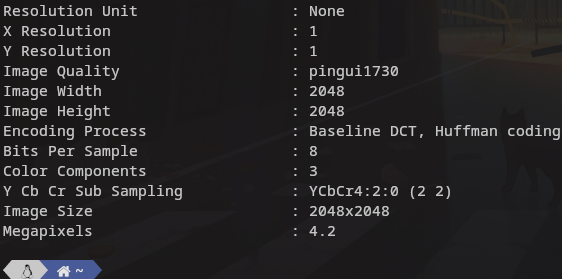 Resolution Unit : None
X Resolution : 1
Y Resolution : 1
Image Quality : pingui1730
Image Width : 2048
Image Height : 2048
Encoding Process : Baseline DCT, Huffman coding
Bits Per Sample : 8
Color Components : 3
Y Cb Cr Sub Sampling : YCbCr4:2:0 (2 2)
Image Size : 2048x2048
Megapixels : 4.2
~